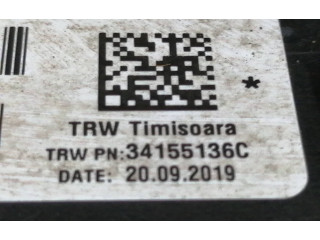 *
TRW Timisoara
TRW PN:34155136C
DATE: 20.09.2019